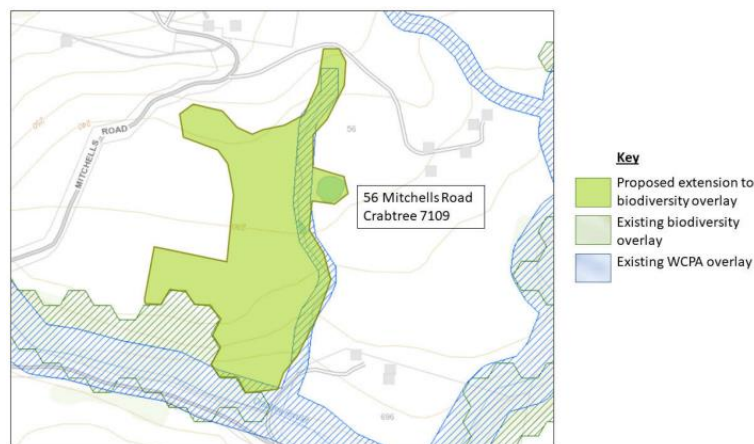 MITCHELLS ROAD
56
56 Mitchells Road
Crabtree 7109
696
Key
Proposed extension to
biodiversity overlay
Existing biodiversity
overlay
Existing WCPA overlay